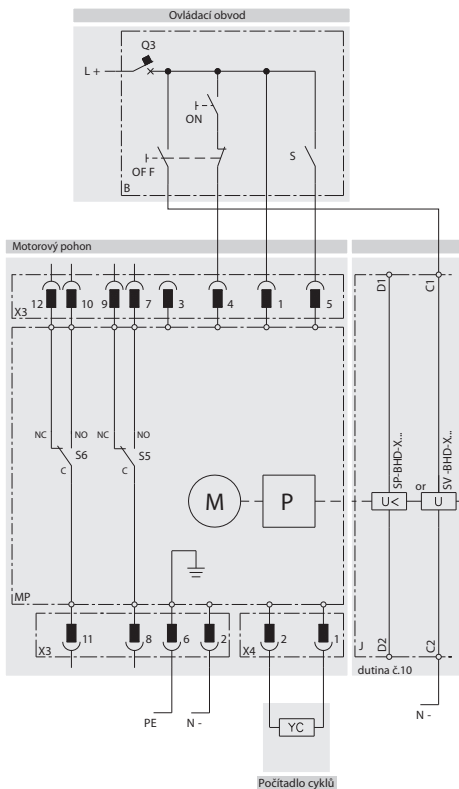 Ovládací obvod
Q3
L +
ON
OF F
S
B
Motorový pohon
12 10 9 7 3 4 1 5
X3
D1 C1
NC NO NC NO
S6 S5
C C
SP-BHD-X... or SV -BHD-X...
M P U< U
MP
11 8 6 2 2 1
X3 X4 J D2 C2
dutina č.10
PE N - N -
YC
Počítadlo cyklů